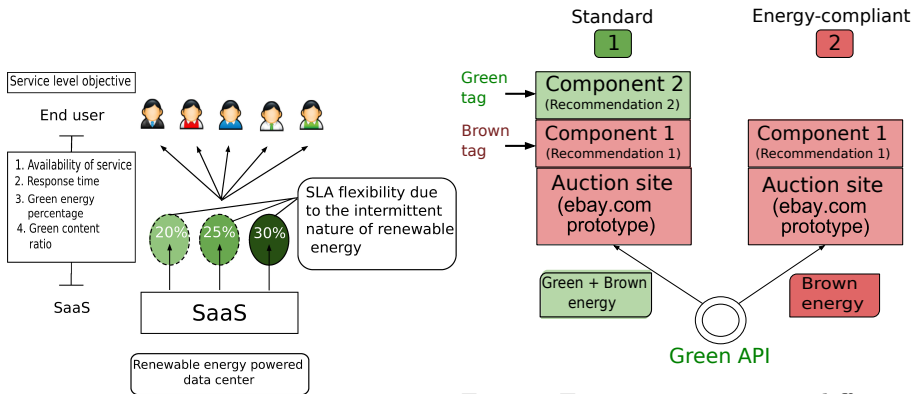 Service level objective
End user
1. Availability of service
2. Response time
3. Green energy
percentage
4. Green content
ratio
SaaS
20%
25%
30%
SLA flexibility due
to the intermittent
nature of renewable
energy
SaaS
Renewable energy powered
data center
Standard
1
Energy-compliant
2
Green
tag
Brown
tag
Component 2
(Recommendation 2)
Component 1
(Recommendation 1)
Auction site
(ebay.com
prototype)
Component 1
(Recommendation 1)
Auction site
(ebay.com
prototype)
Green + Brown
energy
Brown
energy
Green API